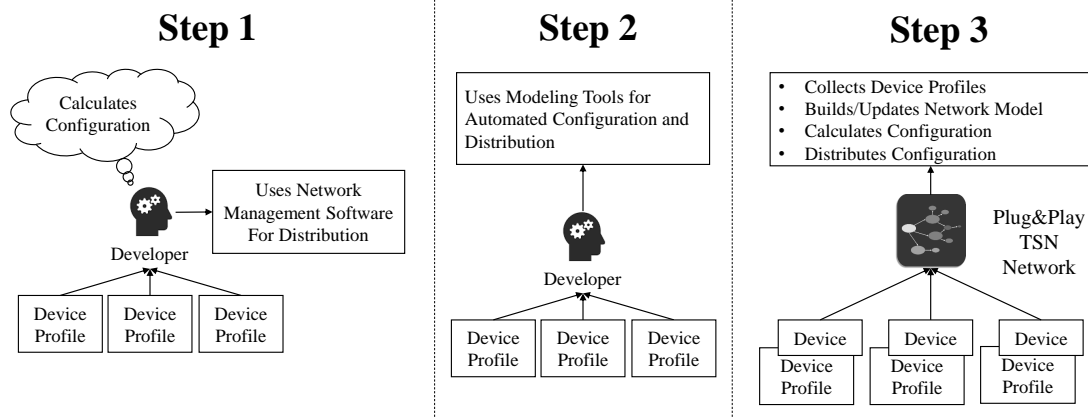 Step 1
Calculates
Configuration
Uses Network
Management Software
For Distribution
Developer
Device
Profile
Device
Profile
Device
Profile
Step 2
Uses Modeling Tools for
Automated Configuration and
Distribution
Developer
Device
Profile
Device
Profile
Device
Profile
Step 3
• Collects Device Profiles
• Builds/Updates Network Model
• Calculates Configuration
• Distributes Configuration
Plug&Play
TSN
Network
Device
Device
Profile
Device
Device
Profile
Device
Device
Profile